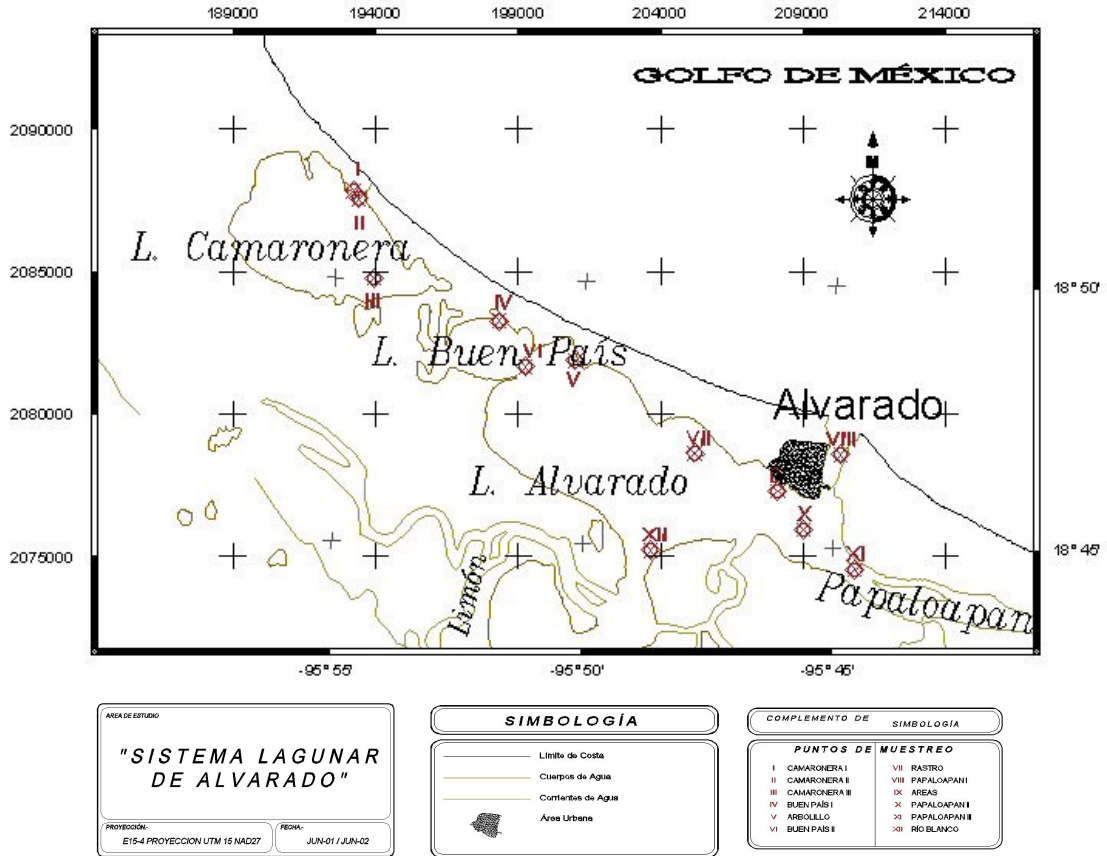 189000 194000 199000 204000 209000 214000
GOLFO DE MÉXICO
2090000
N
I
II
L. Camaronera
2085000
18°50'
III
IV
L. Buen País
VI
V
2080000
Alvarado
VII
VIII
L. Alvarado
X
XII
2075000
18°45'
XI
Limón
Papaloapan
-95°55 -95°50' -95°45'
AREA DE ESTUDIO
"SISTEMA LAGUNAR
DE ALVARADO"
PROYECCIÓN.-
E15-4 PROYECCION UTM 15 NAD27
FECHA.-
JUN-01 / JUN-02
SIMBOLOGÍA
Límite de Costa
Cuerpos de Agua
Corrientes de Agua
Área Urbana
COMPLEMENTO DE SIMBOLOGÍA
PUNTOS DE MUESTREO
I CAMARONERA I
II CAMARONERA II
III CAMARONERA III
IV BUEN PAÍS I
V ARBOLILLO
VI BUEN PAÍS II
VII RASTRO
VIII PAPALOAPAN I
IX AREAS
X PAPALOAPAN II
XI PAPALOAPAN III
XII RÍO BLANCO